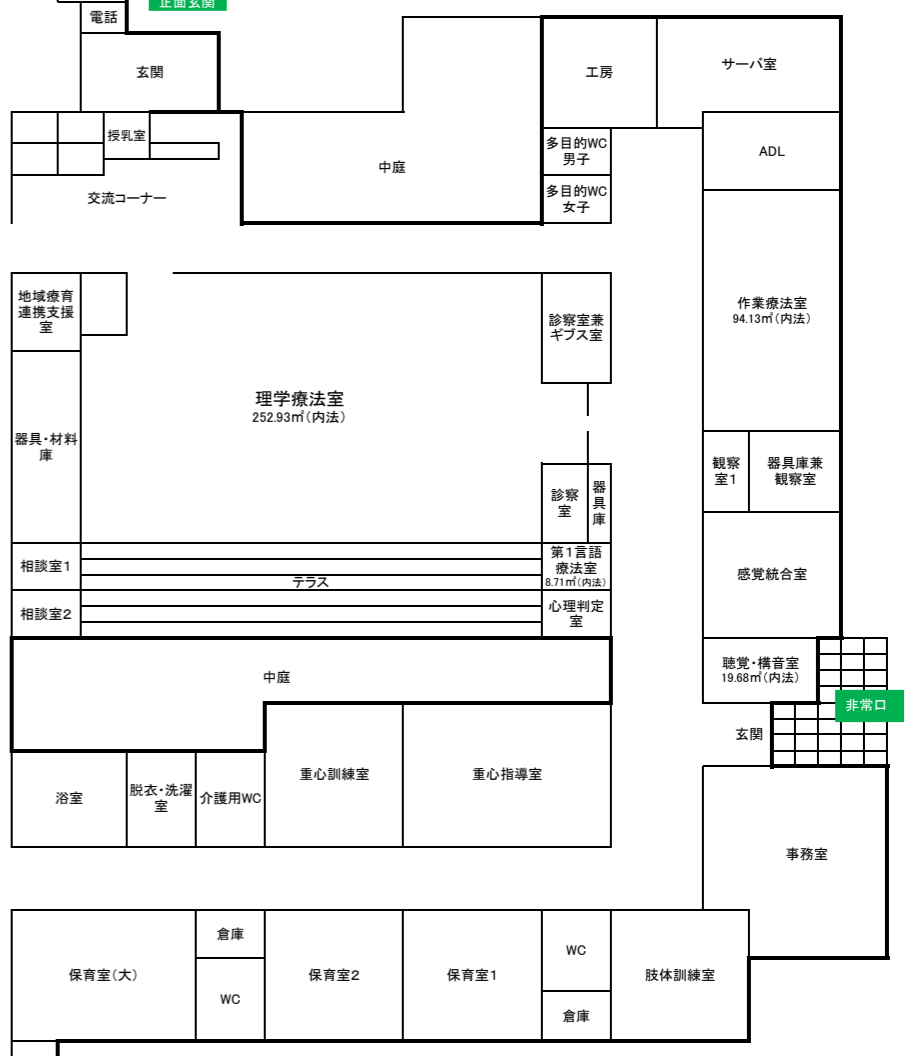 正面玄関
電話
玄関
授乳室
交流コーナー
中庭
工房
サーバ室
多目的WC
男子
多目的WC
女子
ADL
作業療法室
94.13㎡(内法)
地域療育
連携支援
室
診察室兼
ギブス室
理学療法室
252.93㎡(内法)
器具・材料
庫
観察
室1
器具庫兼
観察室
診察
室
器
具
庫
相談室1
テラス
第1言語
療法室
8.71㎡(内法)
感覚統合室
相談室2
心理判定
室
中庭
聴覚・構音室
19.68㎡(内法)
非常口
玄関
浴室
脱衣・洗濯
室
介護用WC
重心訓練室
重心指導室
事務室
保育室(大)
倉庫
WC
保育室2
保育室1
WC
倉庫
肢体訓練室